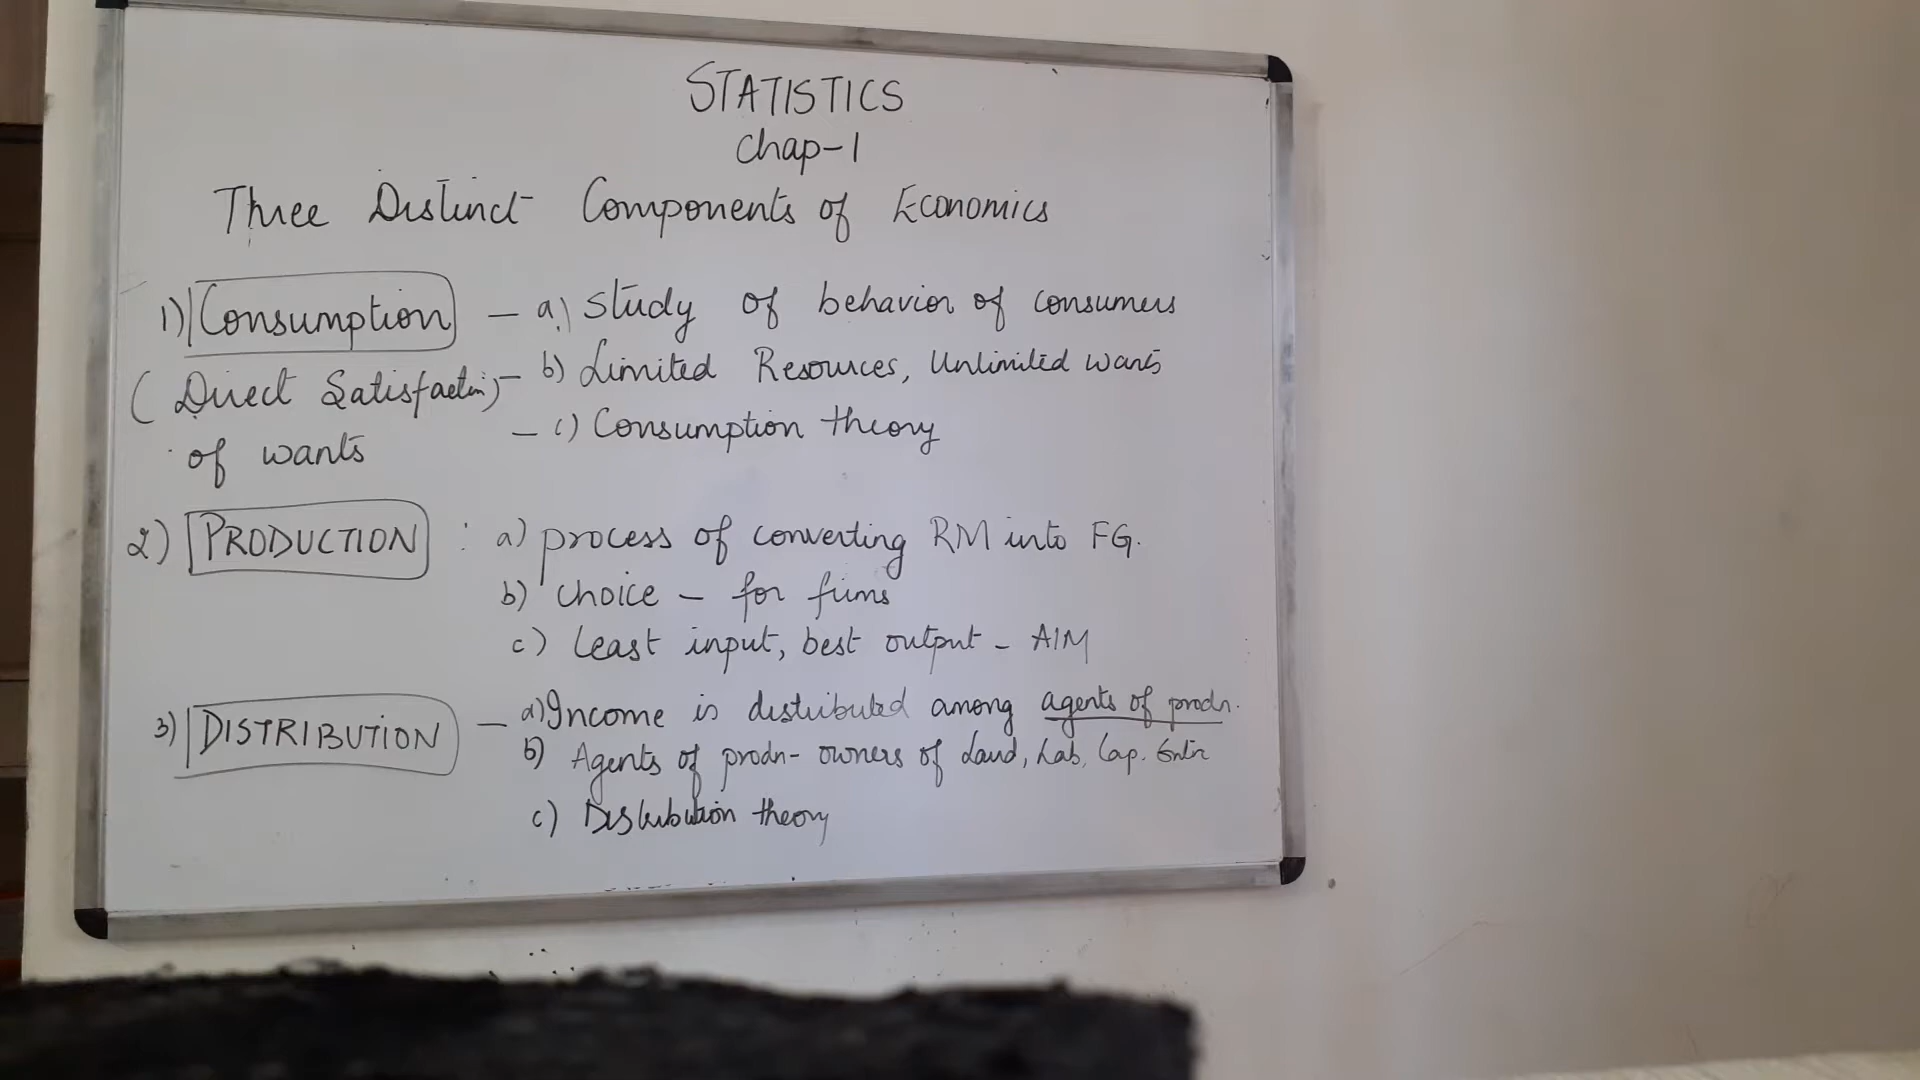 STATISTICS
Chap-1
Three Distinct Components of Economics
1) Consumption - a) Study of behavior of consumers
(Direct Satisfaction) - b) Limited Resources, Unlimited wants
of wants - c) Consumption theory
2) PRODUCTION : a) process of converting RM into FG.
b) choice - for firms
c) least input, best output - AIM
3) DISTRIBUTION - a) Income is distributed among agents of prodn.
b) Agents of prodn- owners of Land, Lab, Cap. Entr
c) Distribution theory